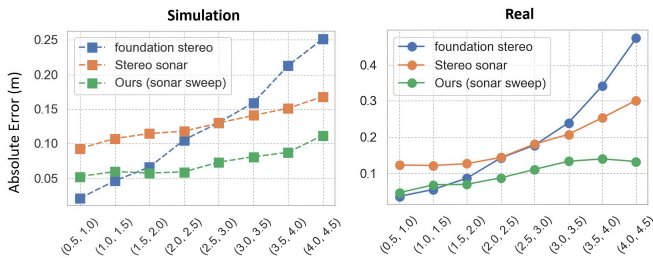 Simulation
Real
foundation stereo
Stereo sonar
Ours (sonar sweep)
foundation stereo
Stereo sonar
Ours (sonar sweep)
Absolute Error (m)
0.25
0.20
0.15
0.10
0.05
0.4
0.3
0.2
0.1
(0.5, 1.0)
(1.0, 1.5)
(1.5, 2.0)
(2.0, 2.5)
(2.5, 3.0)
(3.0, 3.5)
(3.5, 4.0)
(4.0, 4.5)
(0.5, 1.0)
(1.0, 1.5)
(1.5, 2.0)
(2.0, 2.5)
(2.5, 3.0)
(3.0, 3.5)
(3.5, 4.0)
(4.0, 4.5)